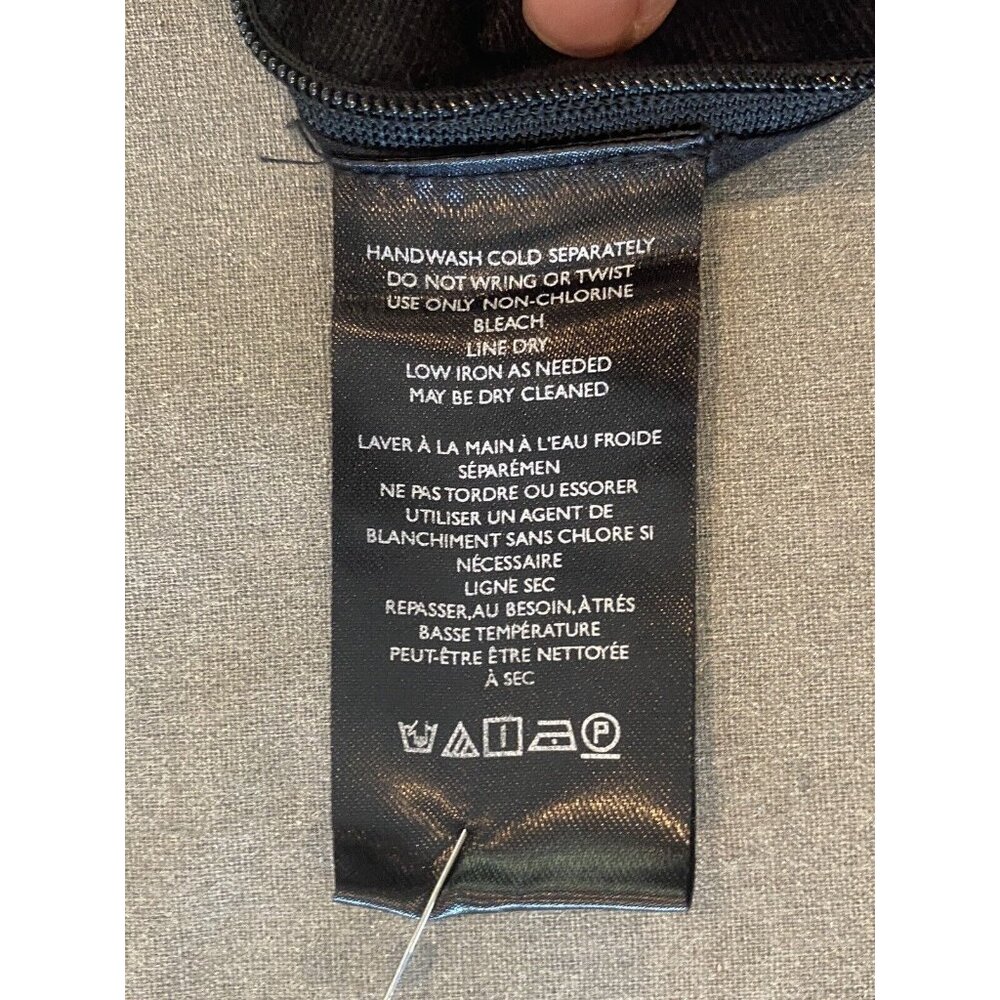 HANDWASH COLD SEPARATELY
DO NOT WRING OR TWIST
USE ONLY NON-CHLORINE
BLEACH
LINE DRY
LOW IRON AS NEEDED
MAY BE DRY CLEANED
LAVER À LA MAIN À L'EAU FROIDE
SÉPARÉMEN
NE PAS TORDRE OU ESSORER
UTILISER UN AGENT DE
BLANCHIMENT SANS CHLORE SI
NÉCESSAIRE
LIGNE SEC
REPASSER, AU BESOIN, À TRÉS
BASSE TEMPÉRATURE
PEUT-ÊTRE ÊTRE NETTOYÉE
À SEC
P